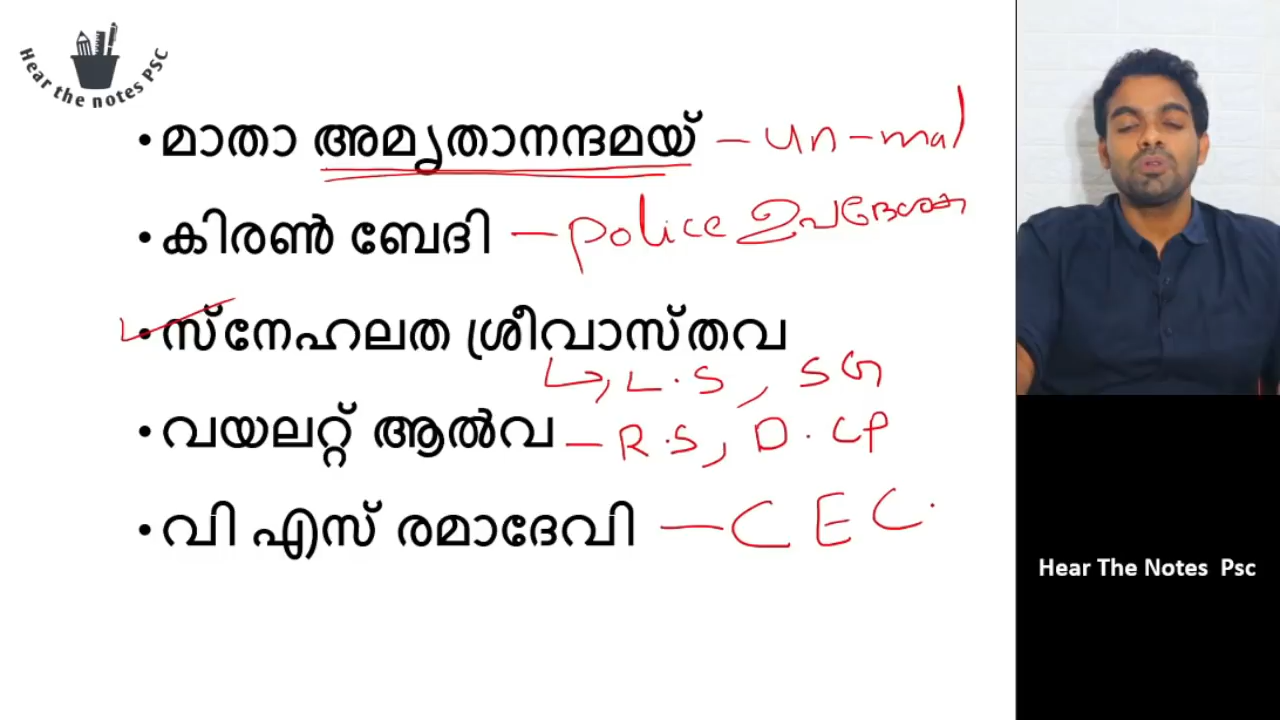 Hear the notes PSC
• മാതാ അമൃതാനന്ദമയ് – un – mal
• കിരൺ ബേദി – police ഉപദേശക
• സ്നേഹലത ശ്രീവാസ്തവ
L.S, SG
• വയലറ്റ് ആൽവ – R.S, D.CP
• വി എസ് രമാദേവി – CEC.
Hear The Notes Psc